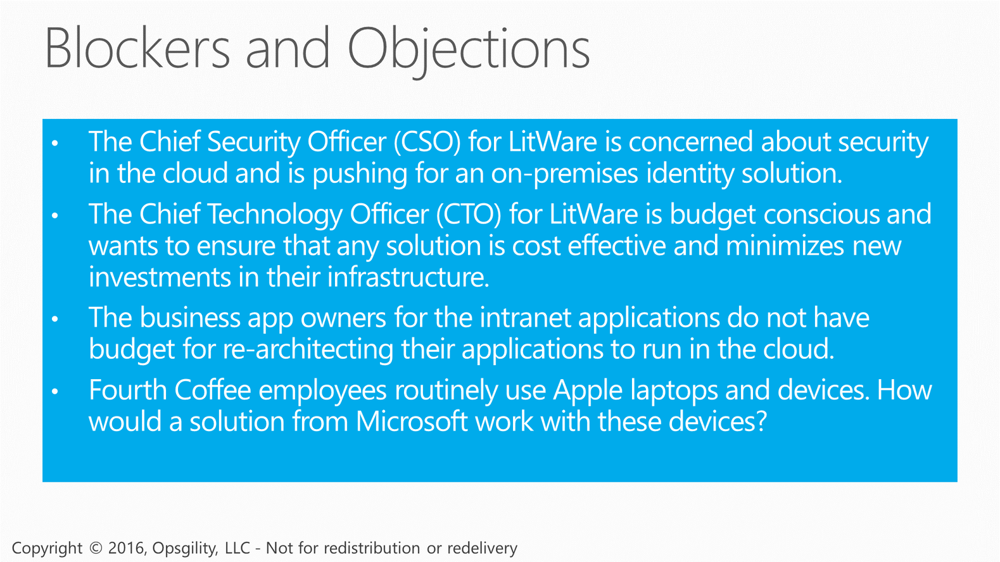 Blockers and Objections
• The Chief Security Officer (CSO) for LitWare is concerned about security
in the cloud and is pushing for an on-premises identity solution.
• The Chief Technology Officer (CTO) for LitWare is budget conscious and
wants to ensure that any solution is cost effective and minimizes new
investments in their infrastructure.
• The business app owners for the intranet applications do not have
budget for re-architecting their applications to run in the cloud.
• Fourth Coffee employees routinely use Apple laptops and devices. How
would a solution from Microsoft work with these devices?
Copyright © 2016, Opsgility, LLC - Not for redistribution or redelivery